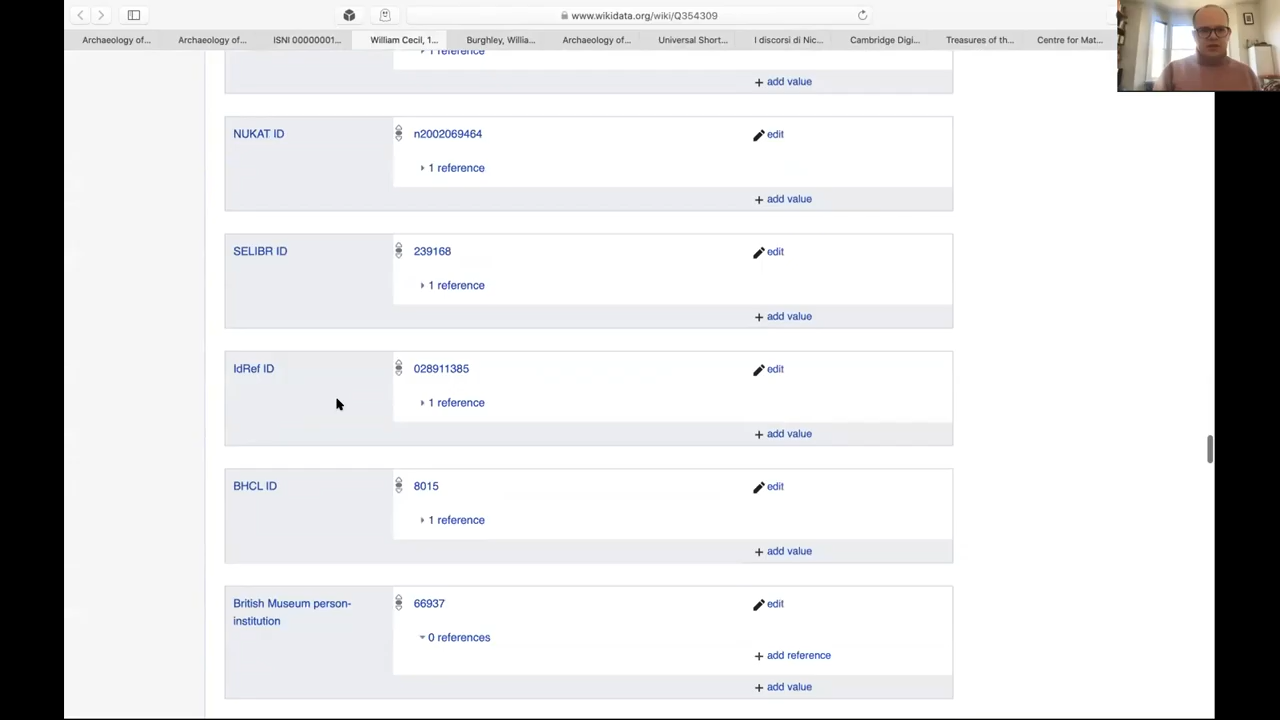 www.wikidata.org/wiki/Q354309
Archaeology of...
Archaeology of...
ISNI 00000001...
William Cecil, 1...
Burghley, Willia...
Archaeology of...
Universal Short...
I discorsi di Nic...
Cambridge Digi...
Treasures of th...
Centre for Mat...
1 reference
+ add value
NUKAT ID
n2002069464
edit
1 reference
+ add value
SELIBR ID
239168
edit
1 reference
+ add value
IdRef ID
028911385
edit
1 reference
+ add value
BHCL ID
8015
edit
1 reference
+ add value
British Museum person-
institution
66937
edit
0 references
+ add reference
+ add value